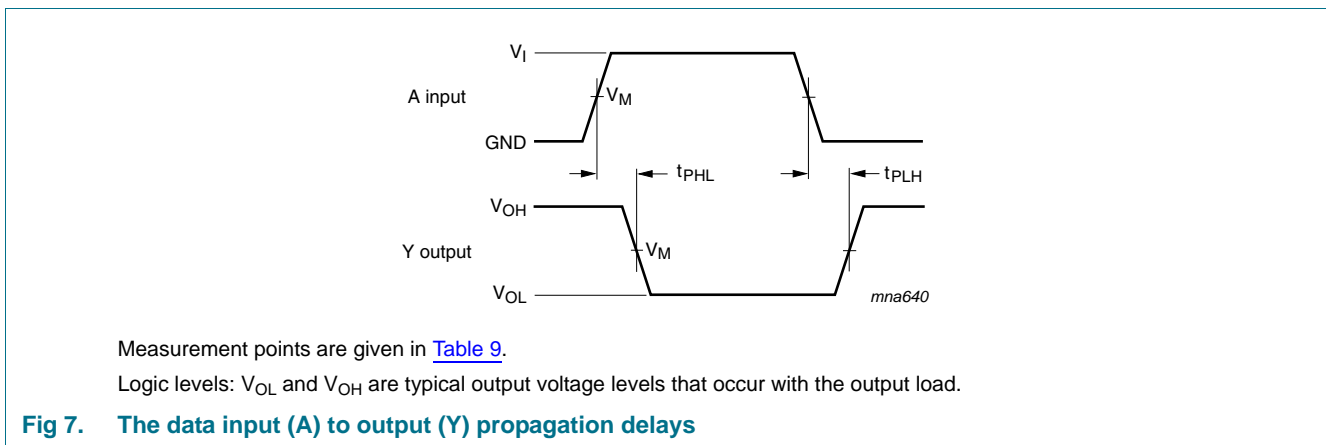 V_I
A input
V_M
GND
t_PHL
t_PLH
V_OH
Y output
V_M
V_OL
mna640
Measurement points are given in Table 9.
Logic levels: V_OL and V_OH are typical output voltage levels that occur with the output load.
Fig 7. The data input (A) to output (Y) propagation delays